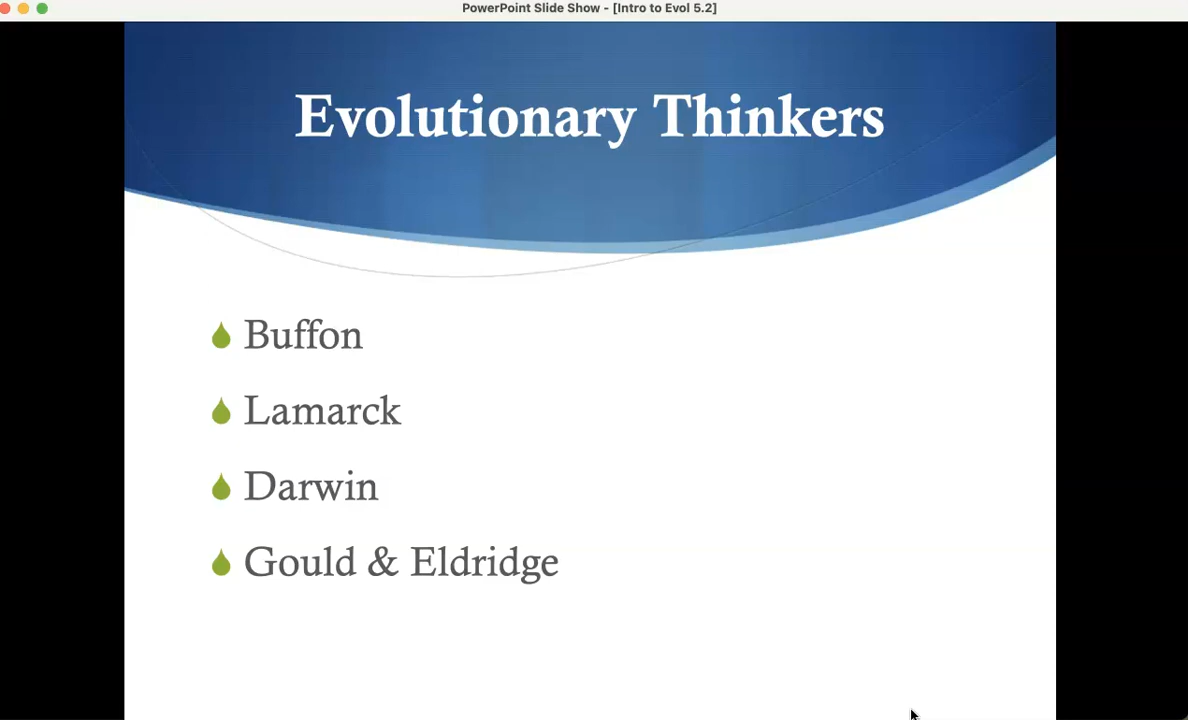 PowerPoint Slide Show - [Intro to Evol 5.2]
Evolutionary Thinkers
Buffon
Lamarck
Darwin
Gould & Eldridge